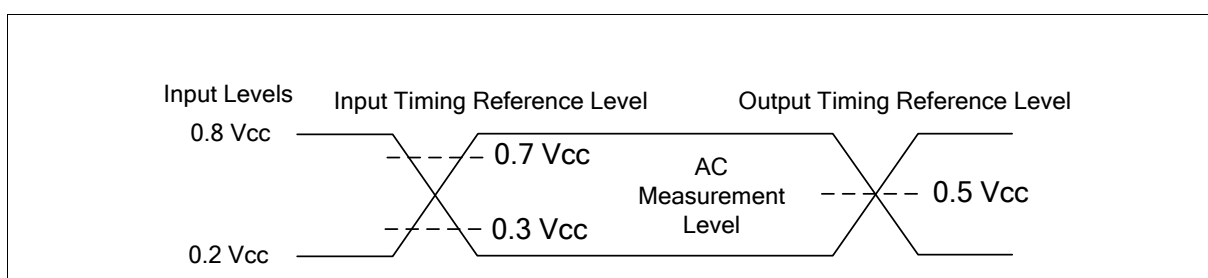 Input Levels
Input Timing Reference Level
Output Timing Reference Level
0.8 Vcc
0.7 Vcc
AC
Measurement
Level
0.5 Vcc
0.3 Vcc
0.2 Vcc